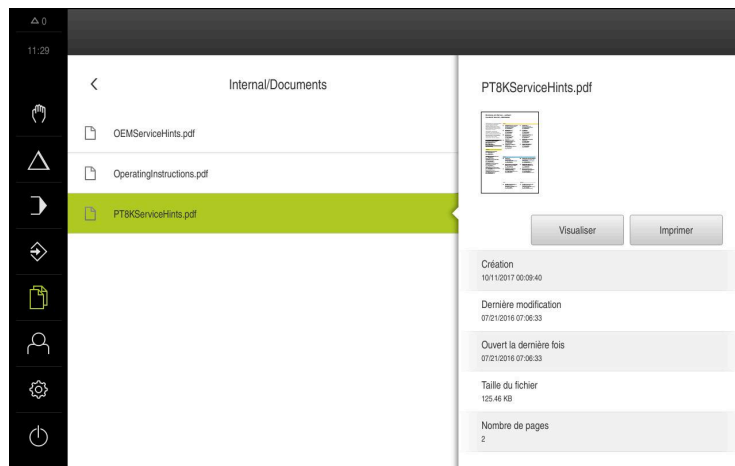 0
11:29
Internal/Documents
OEMServiceHints.pdf
OperatingInstructions.pdf
PT8KServiceHints.pdf
PT8KServiceHints.pdf
Visualiser
Imprimer
Création
10/11/2017 00:09:40
Dernière modification
07/21/2016 07:06:33
Ouvert la dernière fois
07/21/2016 07:06:33
Taille du fichier
125.46 KB
Nombre de pages
2